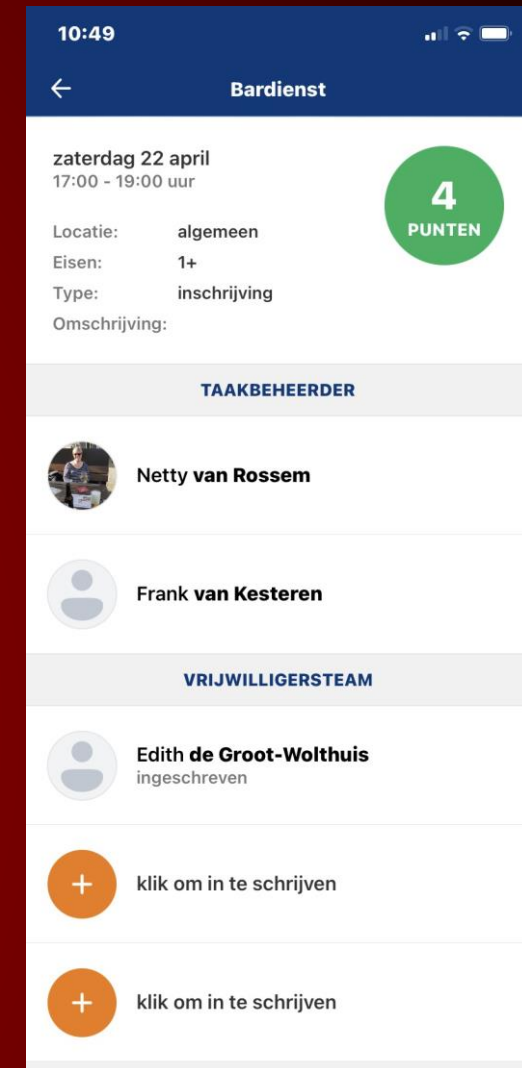 10:49
Bardienst
zaterdag 22 april
17:00 - 19:00 uur
4
PUNTEN
Locatie: algemeen
Eisen: 1+
Type: inschrijving
Omschrijving:
TAAKBEHEERDER
Netty van Rossem
Frank van Kesteren
VRIJWILLIGERSTEAM
Edith de Groot-Wolthuis
ingeschreven
+ klik om in te schrijven
+ klik om in te schrijven